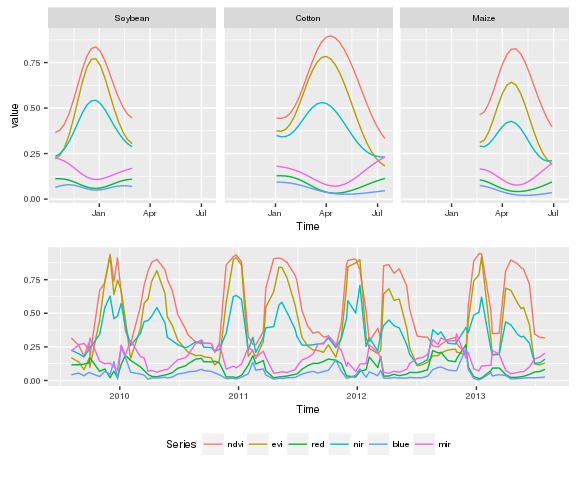 Soybean Cotton Maize
0.75
0.50
0.25
0.00
value
Jan Apr Jul Jan Apr Jul Jan Apr Jul
Time
0.75
0.50
0.25
0.00
2010 2011 2012 2013
Time
Series ndvi evi red nir blue mir